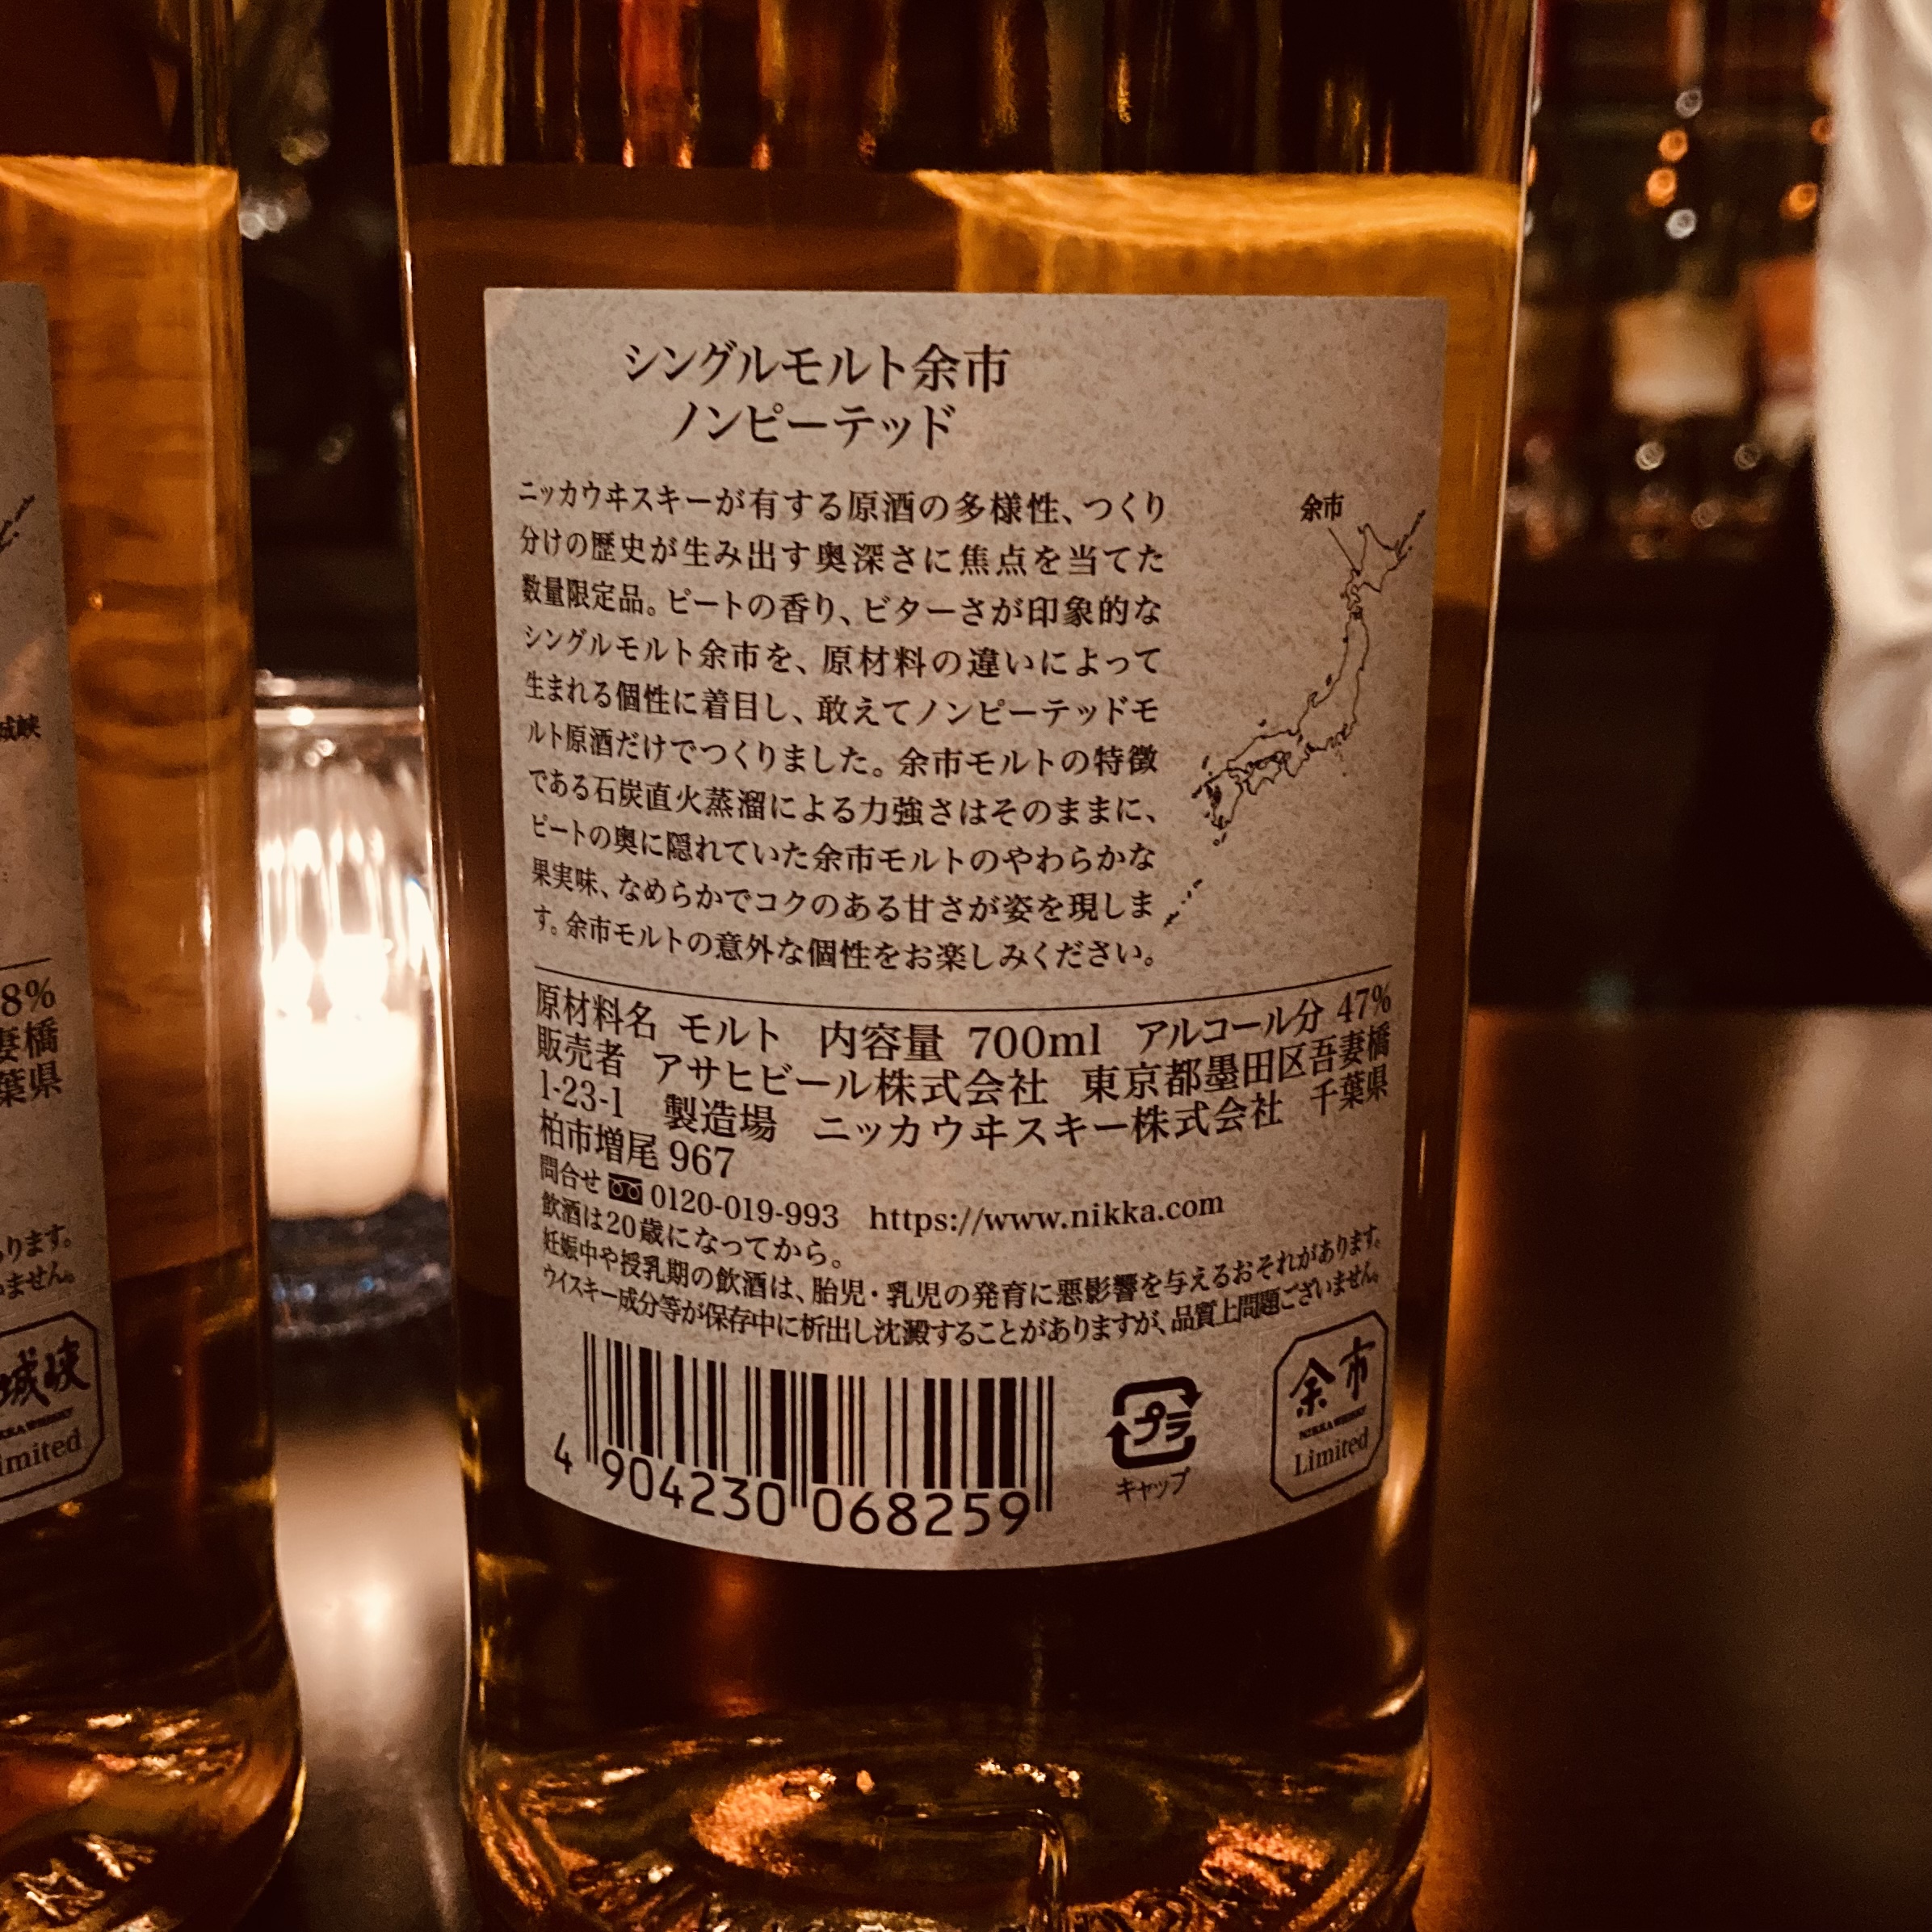 シングルモルト余市
ノンピーテッド
ニッカウヰスキーが有する原酒の多様性、つくり
分けの歴史が生み出す奥深さに焦点を当てた
数量限定品。ピートの香り、ビターさが印象的な
シングルモルト余市を、原材料の違いによって
生まれる個性に着目し、敢えてノンピーテッドモ
ルト原酒だけでつくりました。余市モルトの特徴
である石炭直火蒸溜による力強さはそのままに、
ピートの奥に隠れていた余市モルトのやわらかな
果実味、なめらかでコクのある甘さが姿を現しま
す。余市モルトの意外な個性をお楽しみください。
余市
原材料名 モルト 内容量 700ml アルコール分 47%
販売者 アサヒビール株式会社 東京都墨田区吾妻橋
1-23-1 製造場 ニッカウヰスキー株式会社 千葉県
柏市増尾 967
問合せ 0120-019-993 https://www.nikka.com
飲酒は20歳になってから。
妊娠中や授乳期の飲酒は、胎児・乳児の発育に悪影響を与えるおそれがあります。
ウイスキー成分等が保存中に析出し沈澱することがありますが、品質上問題ございません。
4 904230 068259
プラ
キャップ
余市
NIKKA WHISKY
Limited
城峡
8%
妻橋
葉県
ります。
いません。
城峡
KKA WHISKY
imited